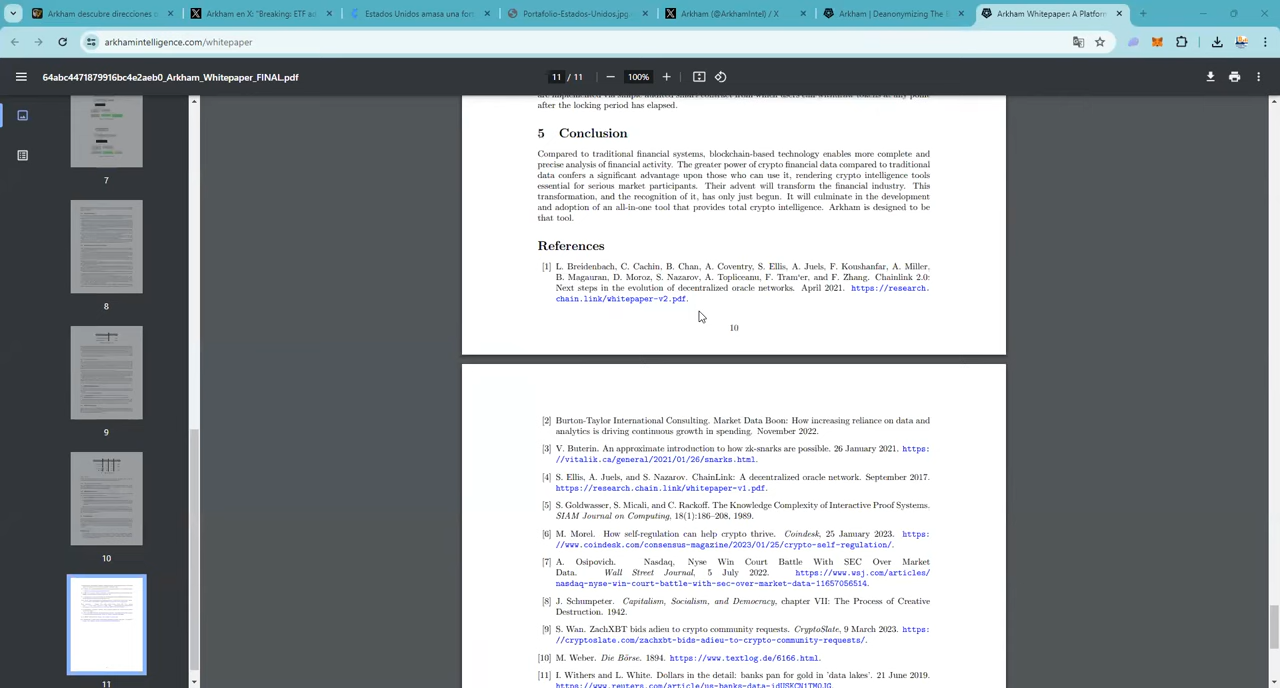 Arkham descubre direcciones o
Arkham en X: "Breaking: ETF ad
Estados Unidos amasa una fort
Portafolio-Estados-Unidos.jpg
Arkham (@ArkhamIntel) / X
Arkham | Deanonymizing The B
Arkham Whitepaper: A Platform
arkhamintelligence.com/whitepaper
64abc4471879916bc4e2aeb0_Arkham_Whitepaper_FINAL.pdf
11 / 11
100%
7
8
9
10
11
after the locking period has elapsed.
5 Conclusion
Compared to traditional financial systems, blockchain-based technology enables more complete and
precise analysis of financial activity. The greater power of crypto financial data compared to traditional
data confers a significant advantage upon those who can use it, rendering crypto intelligence tools
essential for serious market participants. Their advent will transform the financial industry. This
transformation, and the recognition of it, has only just begun. It will culminate in the development
and adoption of an all-in-one tool that provides total crypto intelligence. Arkham is designed to be
that tool.
References
[1] L. Breidenbach, C. Cachin, B. Chan, A. Coventry, S. Ellis, A. Juels, F. Koushanfar, A. Miller,
B. Magauran, D. Moroz, S. Nazarov, A. Topliceanu, F. Tram'er, and F. Zhang. Chainlink 2.0:
Next steps in the evolution of decentralized oracle networks. April 2021. https://research.
chain.link/whitepaper-v2.pdf.
10
[2] Burton-Taylor International Consulting. Market Data Boon: How increasing reliance on data and
analytics is driving continuous growth in spending. November 2022.
[3] V. Buterin. An approximate introduction to how zk-snarks are possible. 26 January 2021. https:
//vitalik.ca/general/2021/01/26/snarks.html.
[4] S. Ellis, A. Juels, and S. Nazarov. ChainLink: A decentralized oracle network. September 2017.
https://research.chain.link/whitepaper-v1.pdf.
[5] S. Goldwasser, S. Micali, and C. Rackoff. The Knowledge Complexity of Interactive Proof Systems.
SIAM Journal on Computing, 18(1):186–208, 1989.
[6] M. Morel. How self-regulation can help crypto thrive. Coindesk, 25 January 2023. https:
//www.coindesk.com/consensus-magazine/2023/01/25/crypto-self-regulation/.
[7] A. Osipovich. Nasdaq, Nyse Win Court Battle With SEC Over Market
Data. Wall Street Journal, 5 July 2022. https://www.wsj.com/articles/
nasdaq-nyse-win-court-battle-with-sec-over-market-data-11657056514.
[8] J. Schumpeter. Capitalism, Socialism, and Democracy, chapter VII: The Process of Creative
Destruction. 1942.
[9] S. Wan. ZachXBT bids adieu to crypto community requests. CryptoSlate, 9 March 2023. https:
//cryptoslate.com/zachxbt-bids-adieu-to-crypto-community-requests/.
[10] M. Weber. Die Börse. 1894. https://www.textlog.de/6166.html.
[11] I. Withers and L. White. Dollars in the detail: banks pan for gold in 'data lakes'. 21 June 2019.